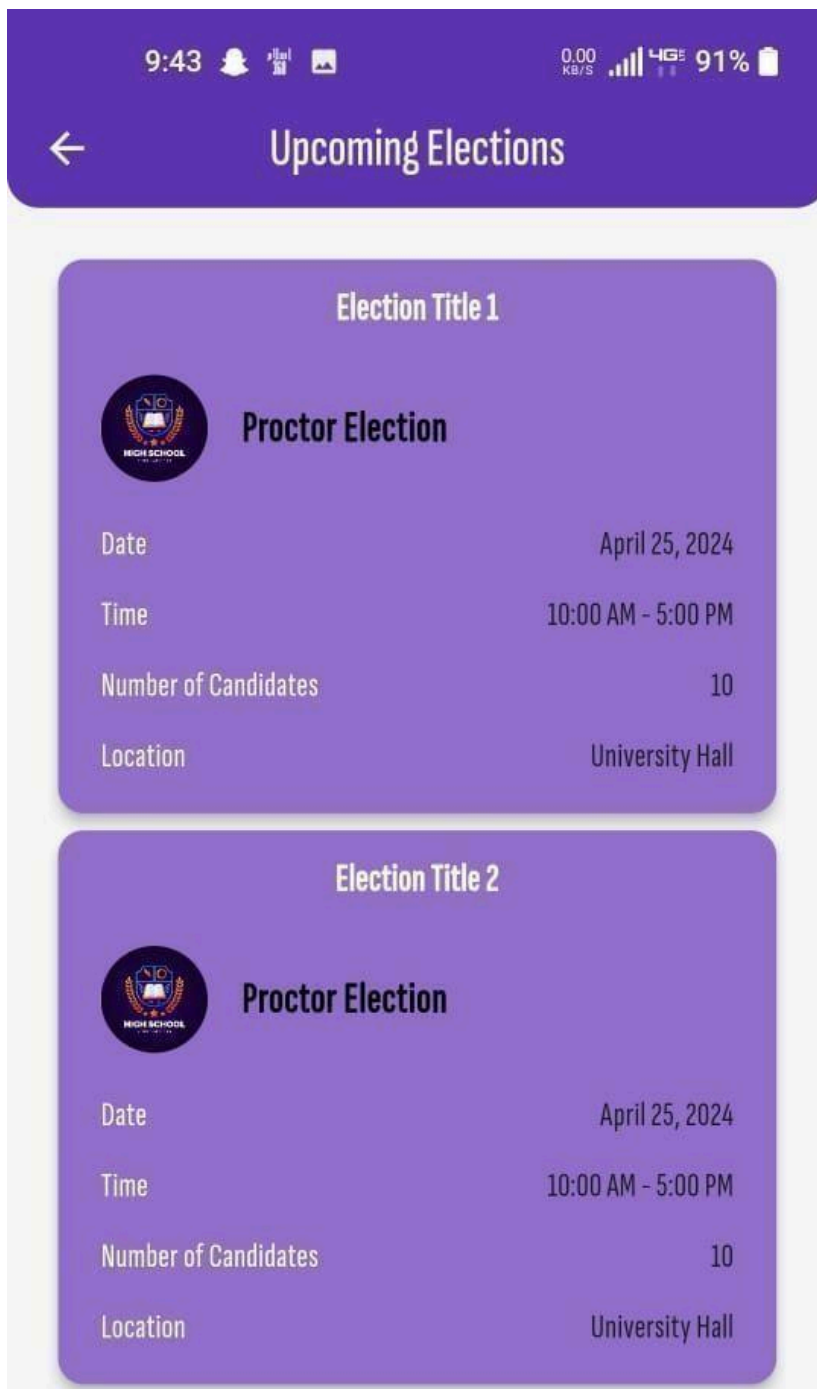 9:43 0.00 KB/S 4GE 91%
Upcoming Elections
Election Title 1
HIGH SCHOOL
Proctor Election
Date April 25, 2024
Time 10:00 AM - 5:00 PM
Number of Candidates 10
Location University Hall
Election Title 2
HIGH SCHOOL
Proctor Election
Date April 25, 2024
Time 10:00 AM - 5:00 PM
Number of Candidates 10
Location University Hall